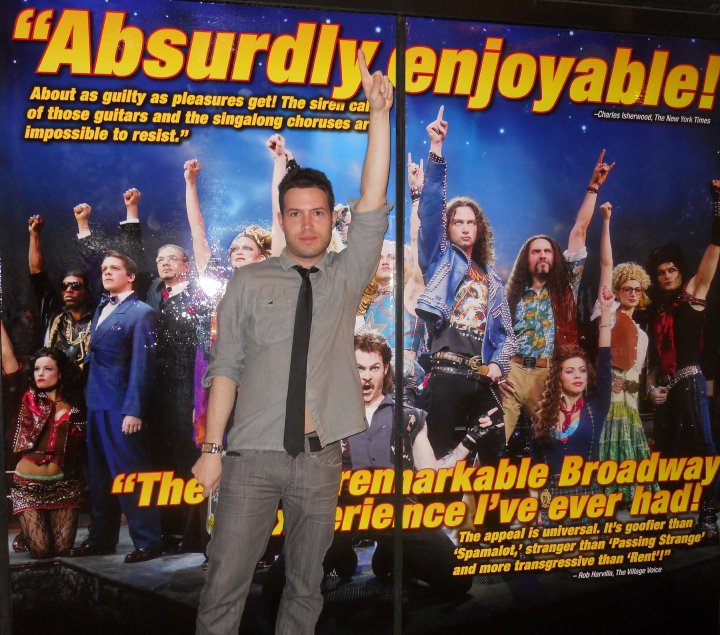 “Absurdly enjoyable!
–Charles Isherwood, The New York Times
About as guilty as pleasures get! The siren
of those guitars and the singalong choruses
impossible to resist.”
“The remarkable Broadway
I’ve ever had!
The appeal is universal. It’s goofier than
‘Spamalot,’ stranger than ‘Passing Strange’
and more transgressive than ‘Rent’!”
– Rob Harvilla, The Village Voice